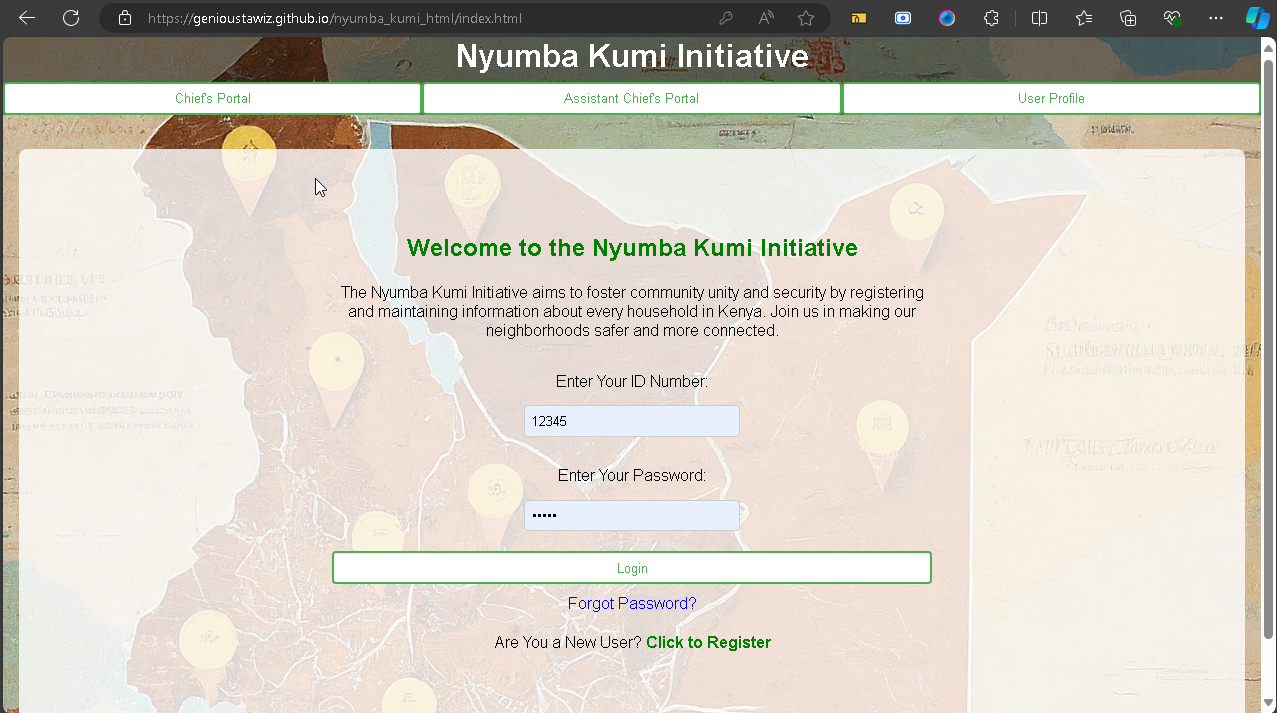 https://genioustawiz.github.io/nyumba_kumi_html/index.html
Nyumba Kumi Initiative
Chief's Portal
Assistant Chief's Portal
User Profile
Welcome to the Nyumba Kumi Initiative
The Nyumba Kumi Initiative aims to foster community unity and security by registering
and maintaining information about every household in Kenya. Join us in making our
neighborhoods safer and more connected.
Enter Your ID Number:
12345
Enter Your Password:
•••••
Login
Forgot Password?
Are You a New User? Click to Register